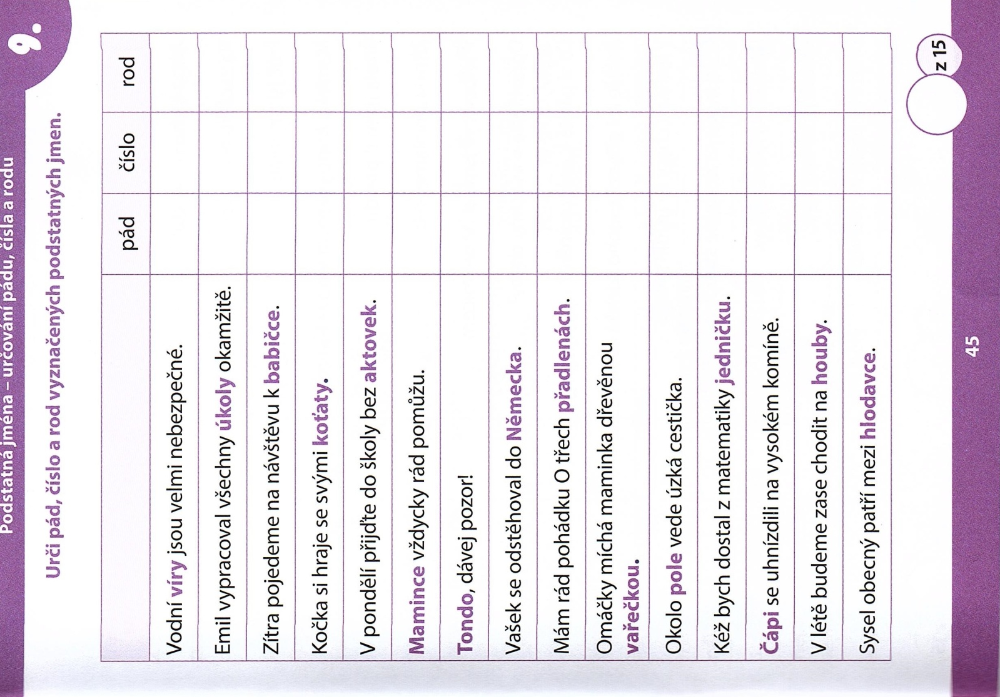 Podstatná jména – určování pádu, čísla a rodu
9.
Urči pád, číslo a rod vyznačených podstatných jmen.
pád číslo rod
Vodní víry jsou velmi nebezpečné.
Emil vypracoval všechny úkoly okamžitě.
Zítra pojedeme na návštěvu k babičce.
Kočka si hraje se svými koťaty.
V pondělí přijďte do školy bez aktovek.
Mamince vždycky rád pomůžu.
Tondo, dávej pozor!
Vašek se odstěhoval do Německa.
Mám rád pohádku O třech přadlenách.
Omáčky míchá maminka dřevěnou
vařečkou.
Okolo pole vede úzká cestička.
Kéž bych dostal z matematiky jedničku.
Čápi se uhnízdili na vysokém komíně.
V létě budeme zase chodit na houby.
Sysel obecný patří mezi hlodavce.
z 15
45